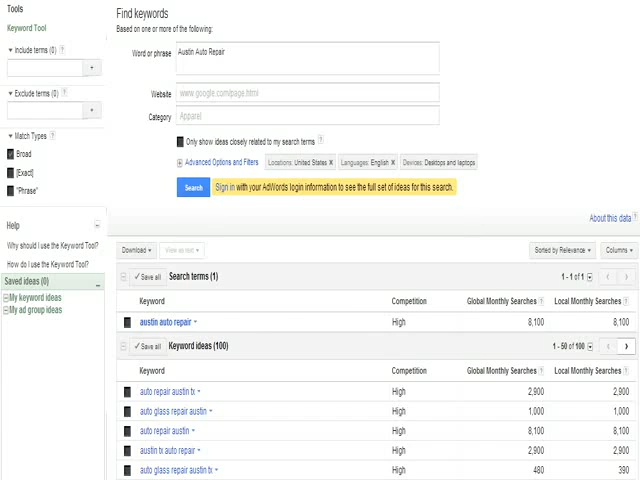 Tools
Keyword Tool
Include terms (0) ?
+
Exclude terms (0) ?
+
Match Types ?
Broad
[Exact]
"Phrase"
Help
Why should I use the Keyword Tool?
How do I use the Keyword Tool?
Saved ideas (0)
My keyword ideas
My ad group ideas
Find keywords
Based on one or more of the following:
Word or phrase Austin Auto Repair
Website www.google.com/page.html
Category Apparel
Only show ideas closely related to my search terms ?
Advanced Options and Filters Locations: United States x Languages: English x Devices: Desktops and laptops
Search Sign in with your AdWords login information to see the full set of ideas for this search.
About this data ?
Download View as text Sorted by Relevance Columns
✓ Save all Search terms (1) 1 - 1 of 1
Keyword Competition Global Monthly Searches ? Local Monthly Searches ?
austin auto repair High 8,100 8,100
✓ Save all Keyword ideas (100) 1 - 50 of 100
Keyword Competition Global Monthly Searches ? Local Monthly Searches ?
auto repair austin tx High 2,900 2,900
auto glass repair austin High 1,000 1,000
auto repair austin High 8,100 8,100
austin tx auto repair High 2,900 2,900
auto glass repair austin tx High 480 390